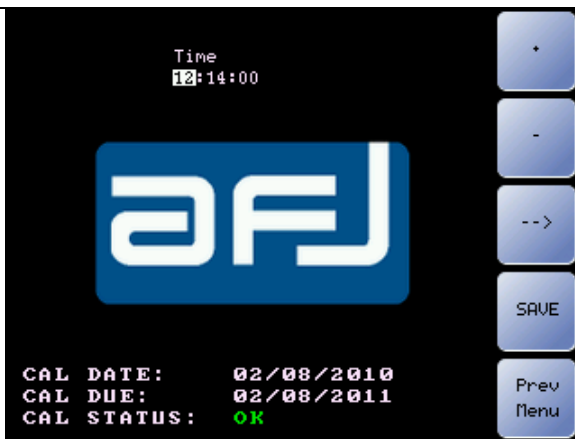 Time
12:14:00
+
-
-->
SAVE
Prev
Menu
aFJ
CAL DATE: 02/08/2010
CAL DUE: 02/08/2011
CAL STATUS: OK